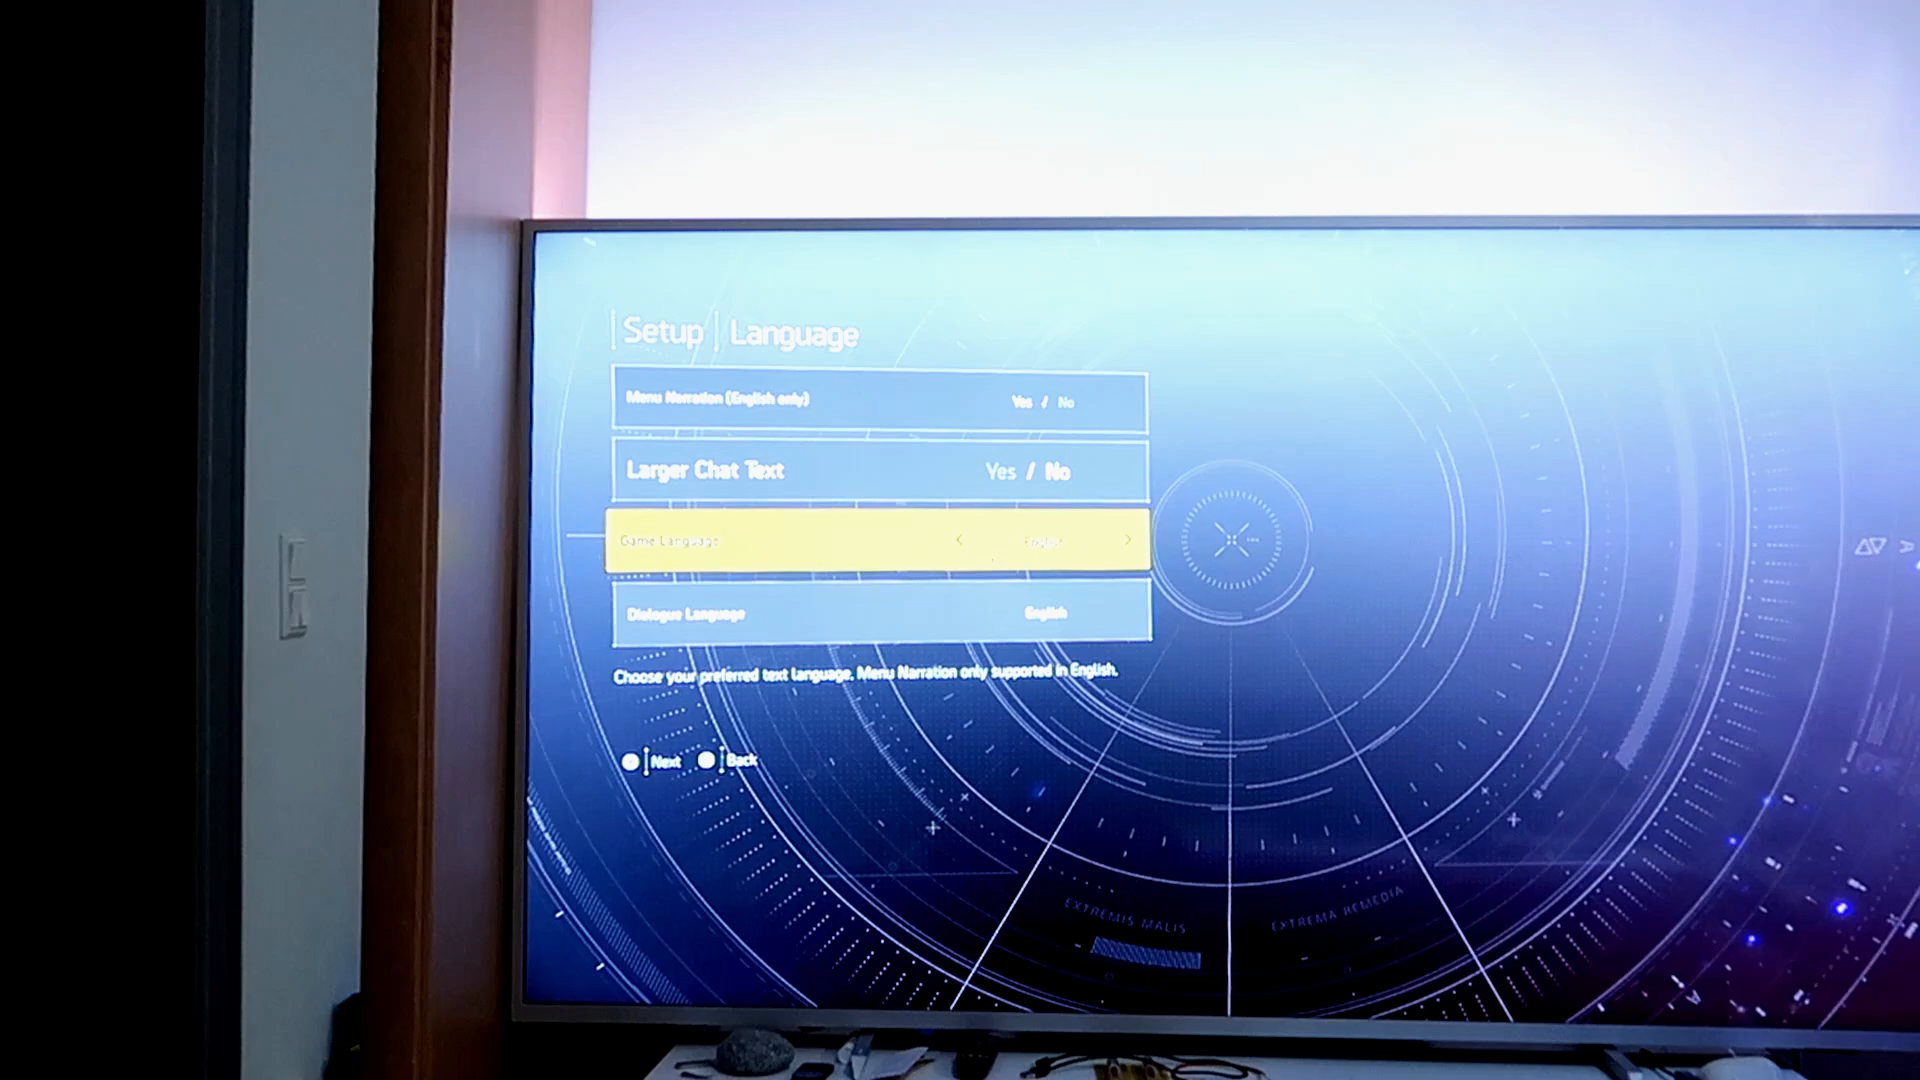 Setup | Language
Menu Narration (English only) Yes / No
Larger Chat Text Yes / No
Game Language < English >
Dialogue Language English
Choose your preferred text language. Menu Narration only supported in English.
Next Back
EXTREMIS MALIS
EXTREMA REMEDIA